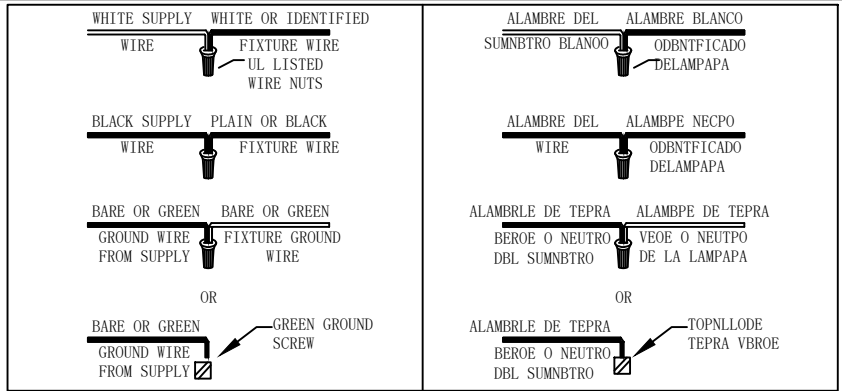 WHITE SUPPLY WHITE OR IDENTIFIED
WIRE FIXTURE WIRE
UL LISTED
WIRE NUTS
BLACK SUPPLY PLAIN OR BLACK
WIRE FIXTURE WIRE
BARE OR GREEN BARE OR GREEN
GROUND WIRE FIXTURE GROUND
FROM SUPPLY WIRE
OR
BARE OR GREEN GREEN GROUND
SCREW
GROUND WIRE
FROM SUPPLY
ALAMBRE DEL ALAMBRE BLANCO
SUMNBTRO BLANOO ODBNTFICADO
DELAMPAPA
ALAMBRE DEL ALAMBPE NECPO
WIRE ODBNTFICADO
DELAMPAPA
ALAMBRLE DE TEPRA ALAMBPE DE TEPRA
BEROE O NEUTRO VEOE O NEUTPO
DBL SUMNBTRO DE LA LAMPAPA
OR
ALAMBRLE DE TEPRA TOPNLLODE
TEPRA VBROE
BEROE O NEUTRO
DBL SUMNBTRO